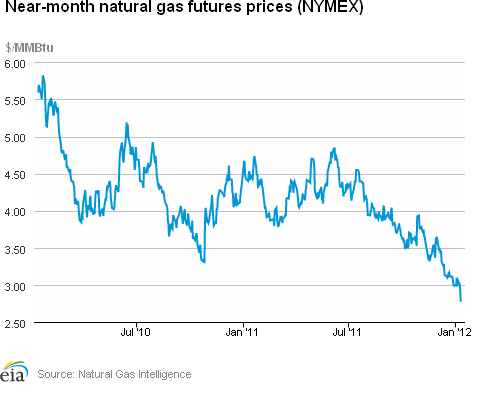 Near-month natural gas futures prices (NYMEX)
$/MMBtu
6.00
5.50
5.00
4.50
4.00
3.50
3.00
2.50
Jul '10
Jan '11
Jul '11
Jan '12
eia
Source: Natural Gas Intelligence